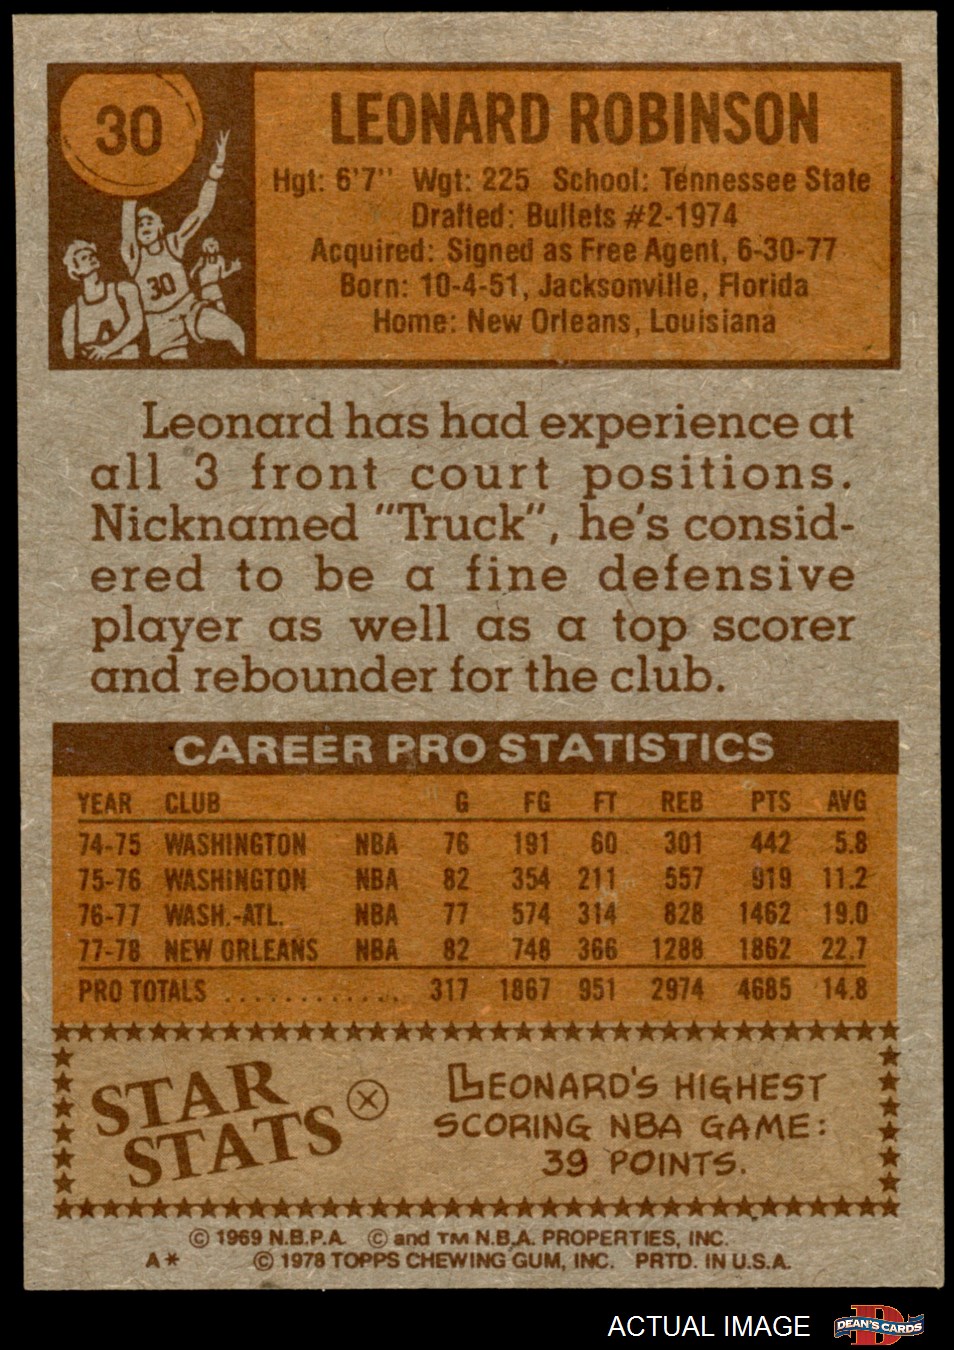 30
LEONARD ROBINSON
Hgt: 6'7" Wgt: 225 School: Tennessee State
Drafted: Bullets #2-1974
Acquired: Signed as Free Agent, 6-30-77
Born: 10-4-51, Jacksonville, Florida
Home: New Orleans, Louisiana
30
Leonard has had experience at
all 3 front court positions.
Nicknamed "Truck", he's consid-
ered to be a fine defensive
player as well as a top scorer
and rebounder for the club.
CAREER PRO STATISTICS
YEAR CLUB G FG FT REB PTS AVG
74-75 WASHINGTON NBA 76 191 60 301 442 5.8
75-76 WASHINGTON NBA 82 354 211 557 919 11.2
76-77 WASH.-ATL. NBA 77 574 314 828 1462 19.0
77-78 NEW ORLEANS NBA 82 748 366 1288 1862 22.7
PRO TOTALS ............. 317 1867 951 2974 4685 14.8
STAR
STATS
LEONARD'S HIGHEST
SCORING NBA GAME:
39 POINTS.
© 1969 N.B.P.A. © and TM N.B.A. PROPERTIES, INC.
A* © 1978 TOPPS CHEWING GUM, INC. PRTD. IN U.S.A.
ACTUAL IMAGE
D
DEAN'S CARDS